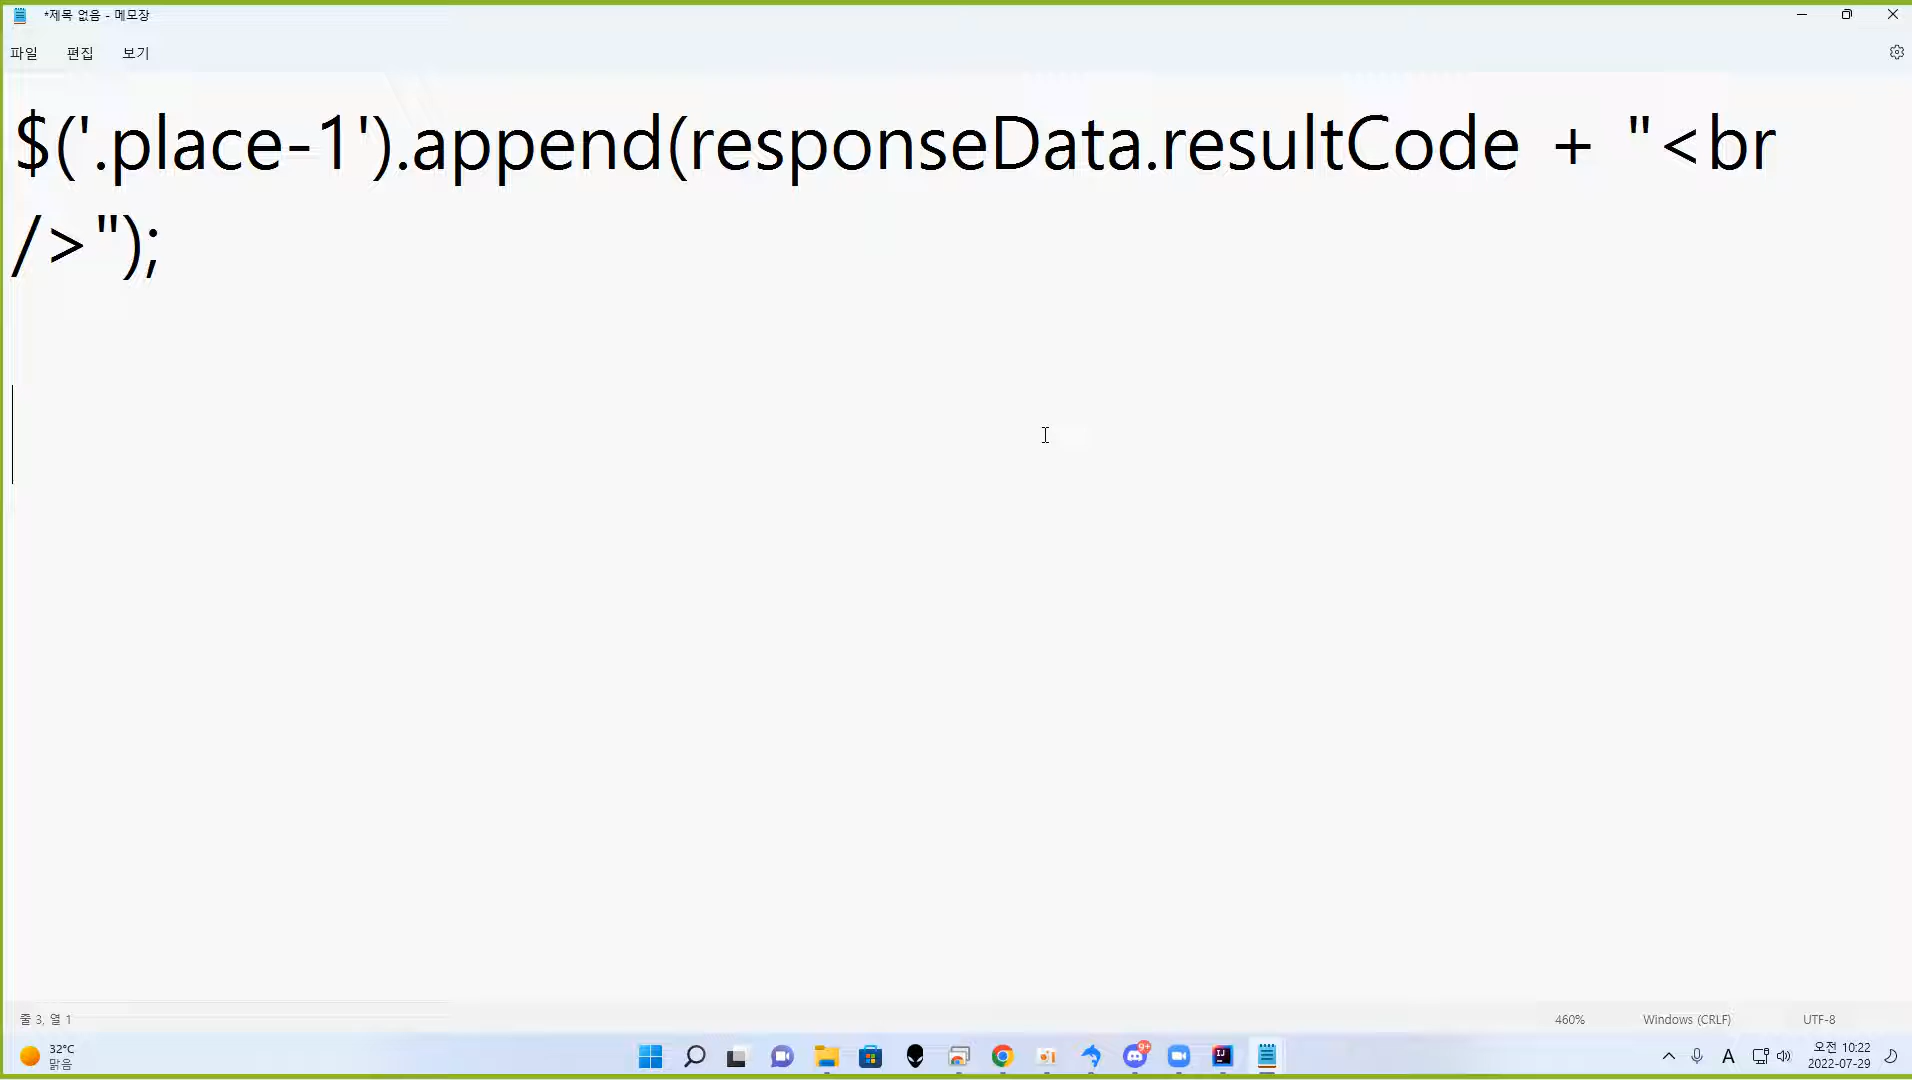 *제목 없음 - 메모장
파일 편집 보기
$('.place-1').append(responseData.resultCode + "<br
/>");
줄 3, 열 1 460% Windows (CRLF) UTF-8
32°C
맑음
9+
A
오전 10:22
2022-07-29